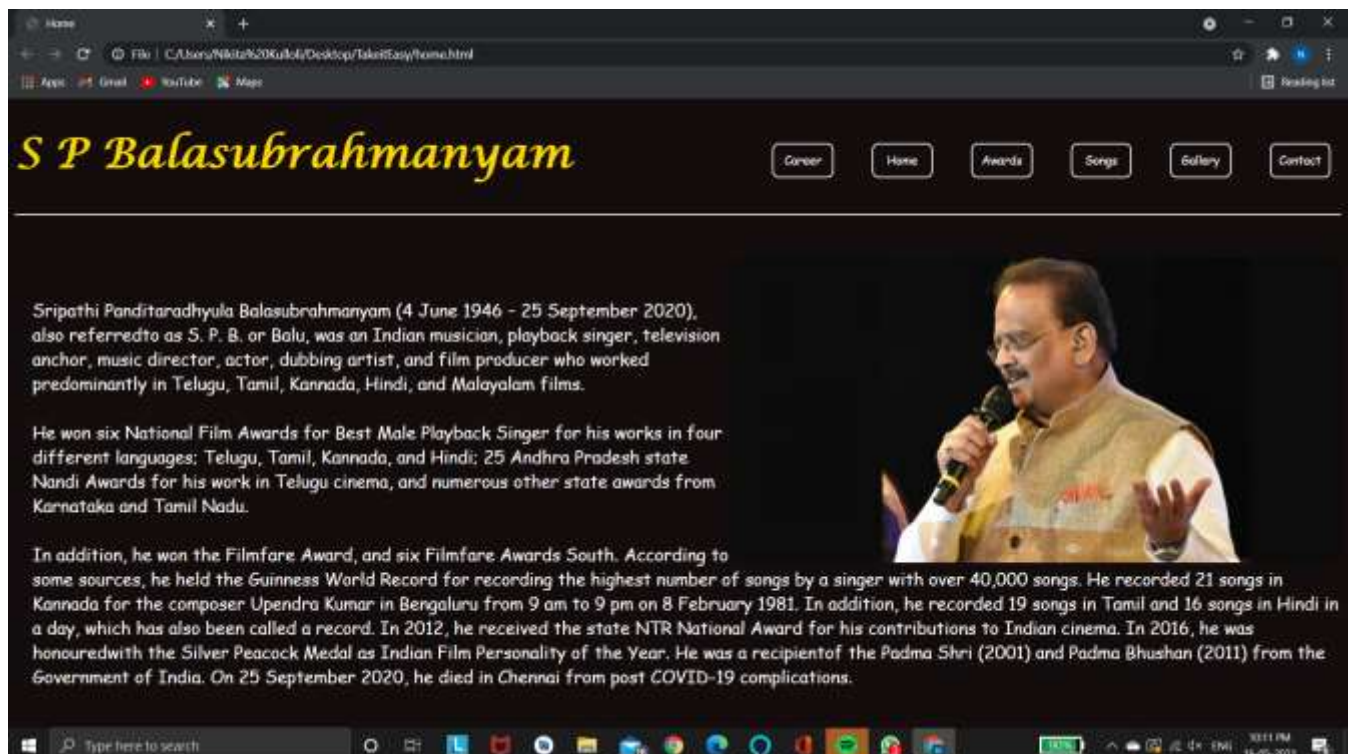 Home
File | C:/Users/Nikita%20Kulloli/Desktop/TakeitEasy/home.html
Apps Gmail YouTube Maps Reading list
S P Balasubrahmanyam
Career Home Awards Songs Gallery Contact
Sripathi Panditaradhyula Balasubrahmanyam (4 June 1946 – 25 September 2020),
also referredto as S. P. B. or Balu, was an Indian musician, playback singer, television
anchor, music director, actor, dubbing artist, and film producer who worked
predominantly in Telugu, Tamil, Kannada, Hindi, and Malayalam films.
He won six National Film Awards for Best Male Playback Singer for his works in four
different languages; Telugu, Tamil, Kannada, and Hindi; 25 Andhra Pradesh state
Nandi Awards for his work in Telugu cinema, and numerous other state awards from
Karnataka and Tamil Nadu.
In addition, he won the Filmfare Award, and six Filmfare Awards South. According to
some sources, he held the Guinness World Record for recording the highest number of songs by a singer with over 40,000 songs. He recorded 21 songs in
Kannada for the composer Upendra Kumar in Bengaluru from 9 am to 9 pm on 8 February 1981. In addition, he recorded 19 songs in Tamil and 16 songs in Hindi in
a day, which has also been called a record. In 2012, he received the state NTR National Award for his contributions to Indian cinema. In 2016, he was
honouredwith the Silver Peacock Medal as Indian Film Personality of the Year. He was a recipientof the Padma Shri (2001) and Padma Bhushan (2011) from the
Government of India. On 25 September 2020, he died in Chennai from post COVID-19 complications.
Type here to search ENG 10:11 PM